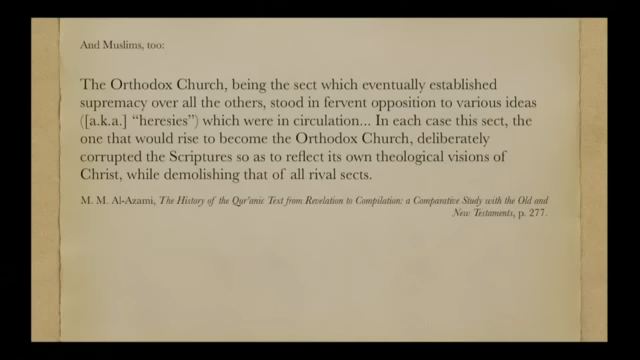 And Muslims, too:
The Orthodox Church, being the sect which eventually established
supremacy over all the others, stood in fervent opposition to various ideas
([a.k.a.] “heresies”) which were in circulation... In each case this sect, the
one that would rise to become the Orthodox Church, deliberately
corrupted the Scriptures so as to reflect its own theological visions of
Christ, while demolishing that of all rival sects.
M. M. Al-Azami, The History of the Qur'anic Text from Revelation to Compilation: a Comparative Study with the Old and
New Testaments, p. 277.